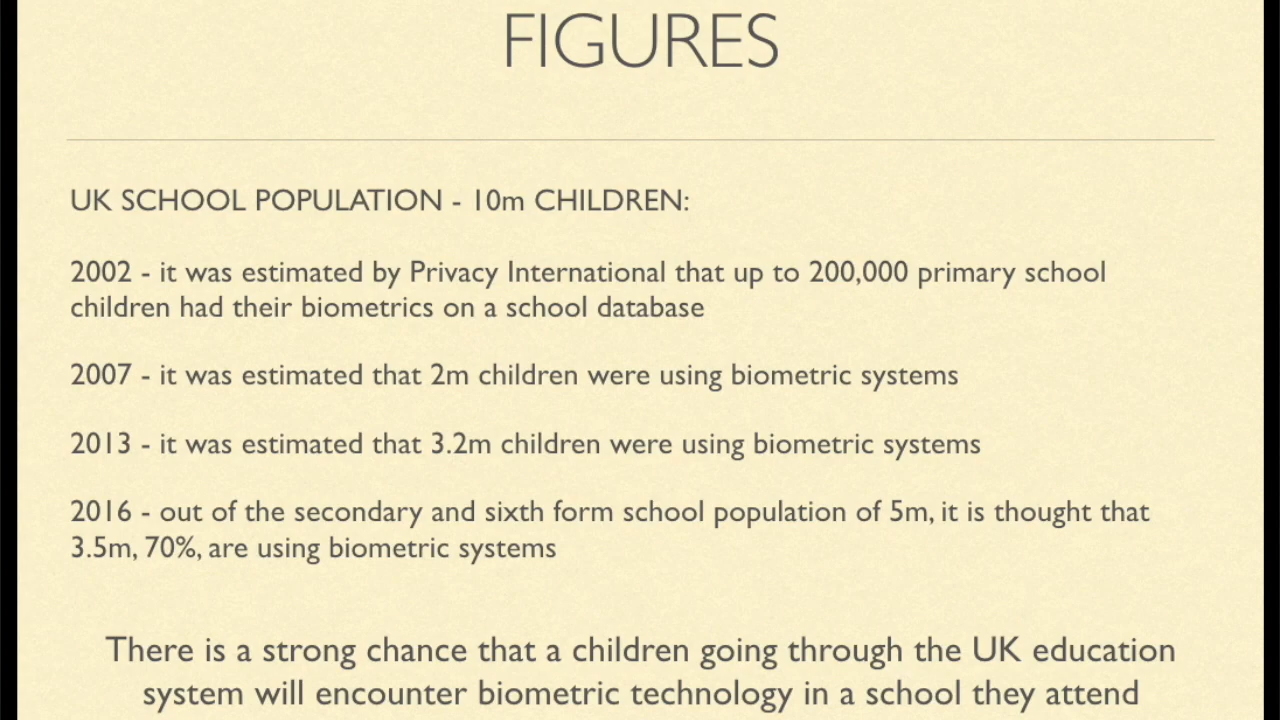 FIGURES
UK SCHOOL POPULATION - 10m CHILDREN:
2002 - it was estimated by Privacy International that up to 200,000 primary school
children had their biometrics on a school database
2007 - it was estimated that 2m children were using biometric systems
2013 - it was estimated that 3.2m children were using biometric systems
2016 - out of the secondary and sixth form school population of 5m, it is thought that
3.5m, 70%, are using biometric systems
There is a strong chance that a children going through the UK education
system will encounter biometric technology in a school they attend